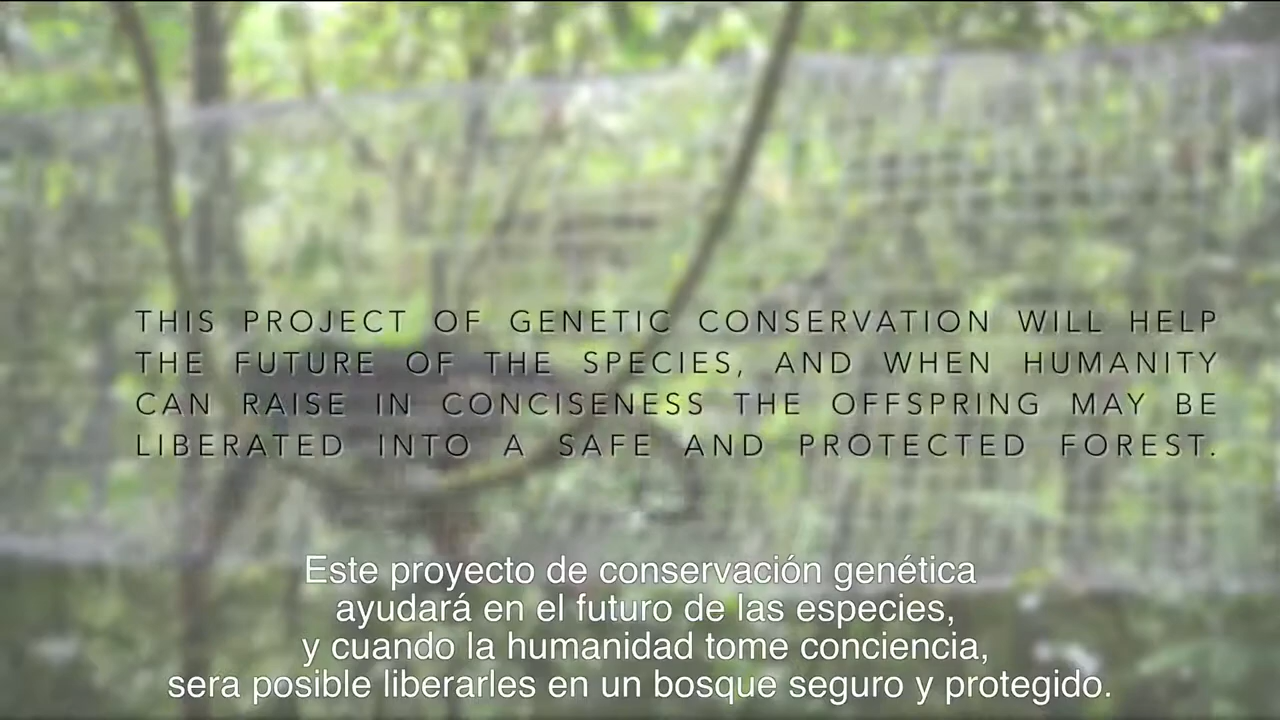 THIS PROJECT OF GENETIC CONSERVATION WILL HELP
THE FUTURE OF THE SPECIES, AND WHEN HUMANITY
CAN RAISE IN CONCISENESS THE OFFSPRING MAY BE
LIBERATED INTO A SAFE AND PROTECTED FOREST.
Este proyecto de conservación genética
ayudará en el futuro de las especies,
y cuando la humanidad tome conciencia,
sera posible liberarles en un bosque seguro y protegido.